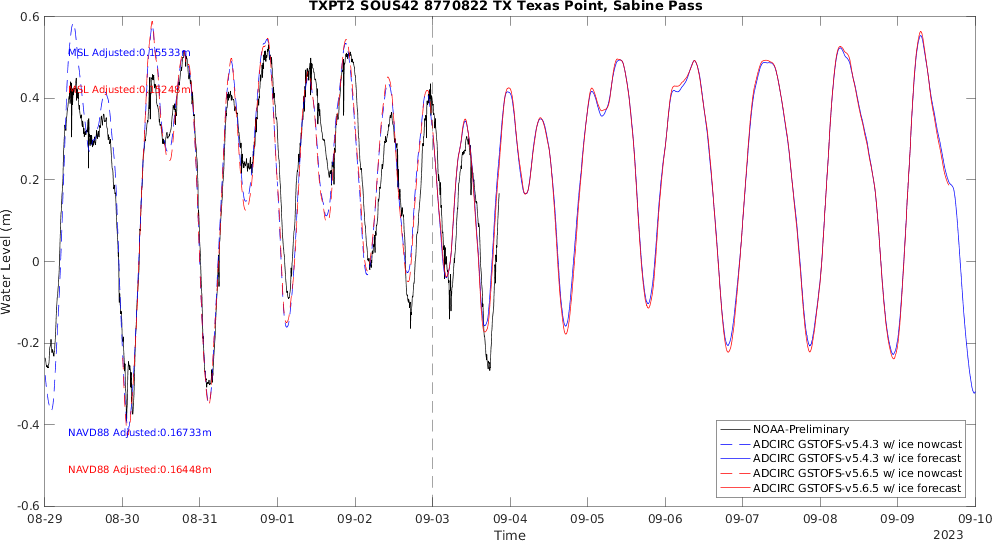 TXPT2 SOUS42 8770822 TX Texas Point, Sabine Pass
Water Level (m)
0.6
0.4
0.2
0
-0.2
-0.4
-0.6
MSL Adjusted:0.15533m
MSL Adjusted:0.15248m
NAVD88 Adjusted:0.16733m
NAVD88 Adjusted:0.16448m
NOAA-Preliminary
ADCIRC GSTOFS-v5.4.3 w/ ice nowcast
ADCIRC GSTOFS-v5.4.3 w/ ice forecast
ADCIRC GSTOFS-v5.6.5 w/ ice nowcast
ADCIRC GSTOFS-v5.6.5 w/ ice forecast
08-29 08-30 08-31 09-01 09-02 09-03 09-04 09-05 09-06 09-07 09-08 09-09 09-10
Time
2023